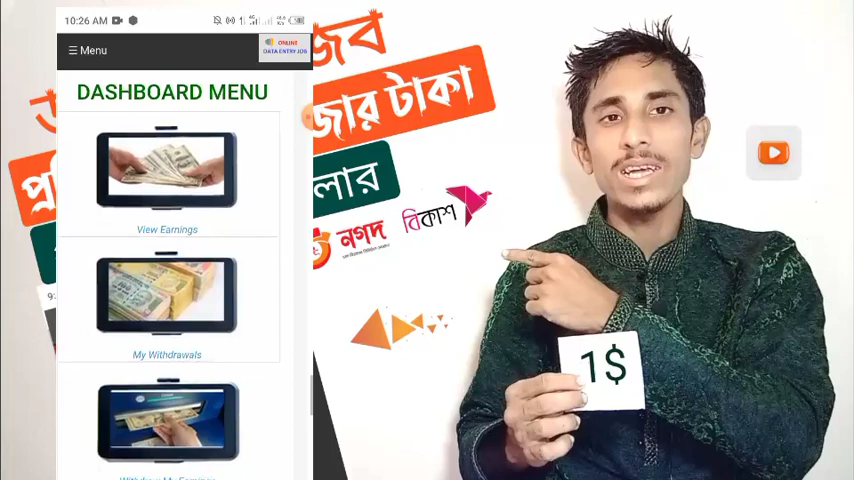 10:26 AM
☰ Menu
ONLINE
DATA ENTRY JOB
DASHBOARD MENU
View Earnings
My Withdrawals
টাকা
লার
নগদ
বিকাশ
1$